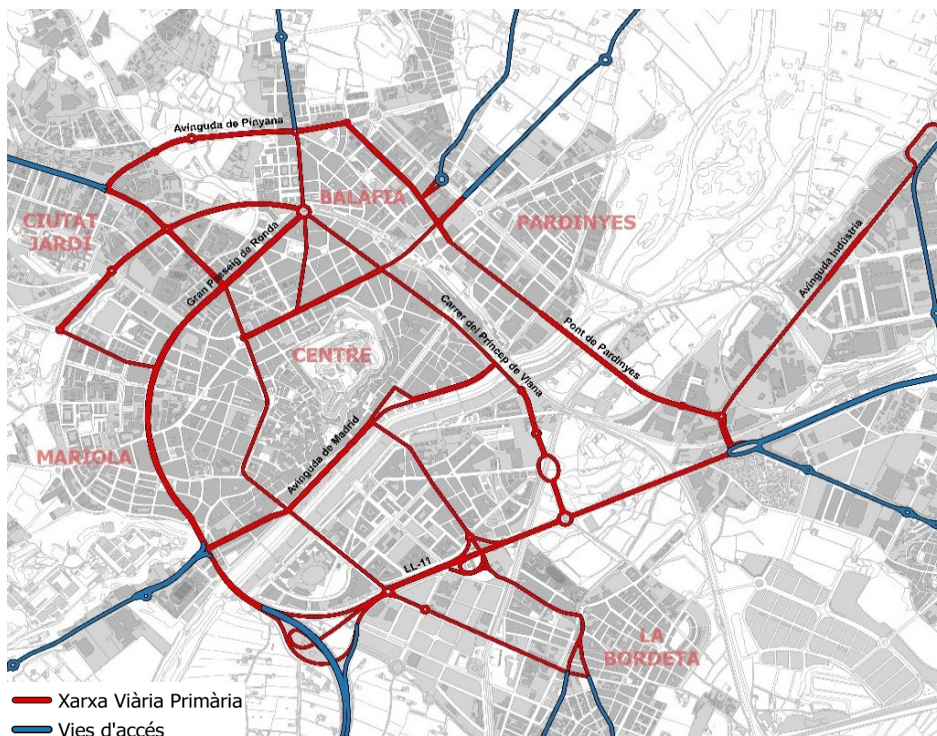 Avinguda de Pinyana
BALÀFIA
CIUTAT
JARDÍ
PARDINYES
Gran Passeig de Ronda
Avinguda Indústria
Carrer del Príncep de Viana
Pont de Pardinyes
CENTRE
MARIOLA
Avinguda de Madrid
LL-11
LA
BORDETA
Xarxa Viària Primària
Vies d'accés